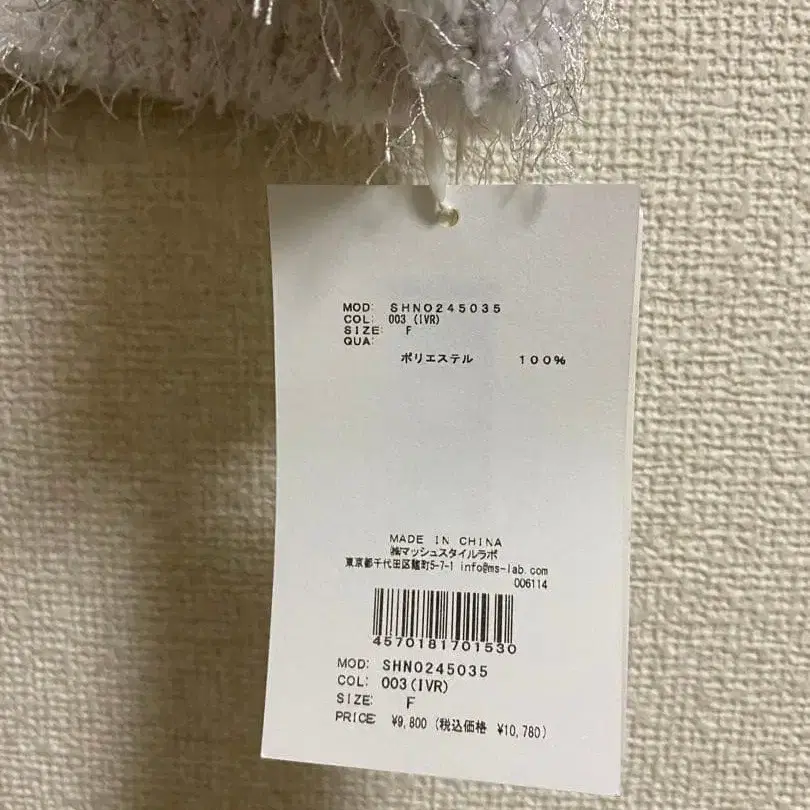 MOD: SHNO245035
COL: 003 (IVR)
SIZE: F
QUA:
ポリエステル 100%
MADE IN CHINA
㈱マッシュスタイルラボ
東京都千代田区麹町5-7-1 info@ms-lab.com
006114
4570181701530
MOD: SHNO245035
COL: 003(IVR)
SIZE: F
PRICE: ¥9,800 (税込価格 ¥10,780)